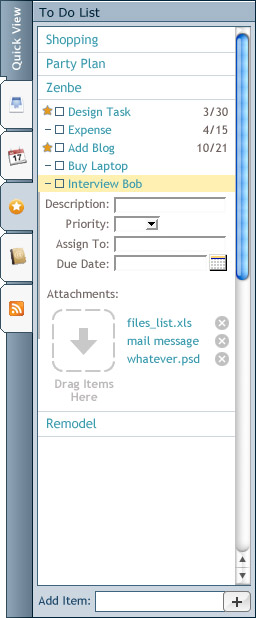 Quick View
To Do List
Shopping
Party Plan
Zenbe
Design Task 3/30
Expense 4/15
Add Blog 10/21
Buy Laptop
Interview Bob
Description:
Priority:
Assign To:
Due Date:
Attachments:
files_list.xls
mail message
whatever.psd
Drag Items
Here
Remodel
Add Item:
17